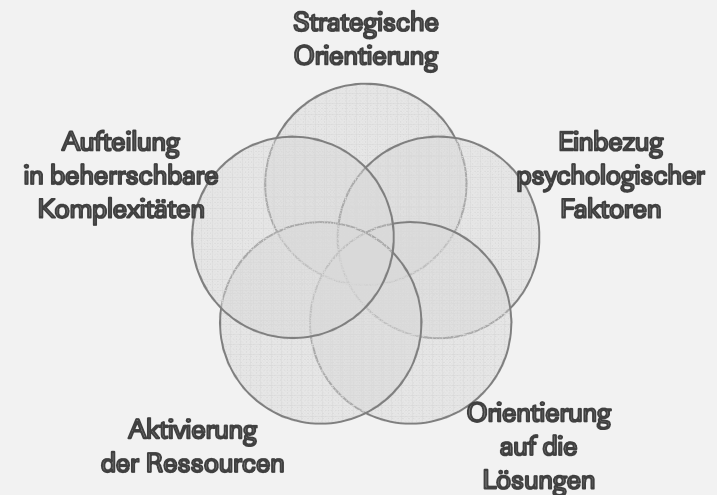 Strategische
Orientierung
Aufteilung
in beherrschbare
Komplexitäten
Einbezug
psychologischer
Faktoren
Aktivierung
der Ressourcen
Orientierung
auf die
Lösungen